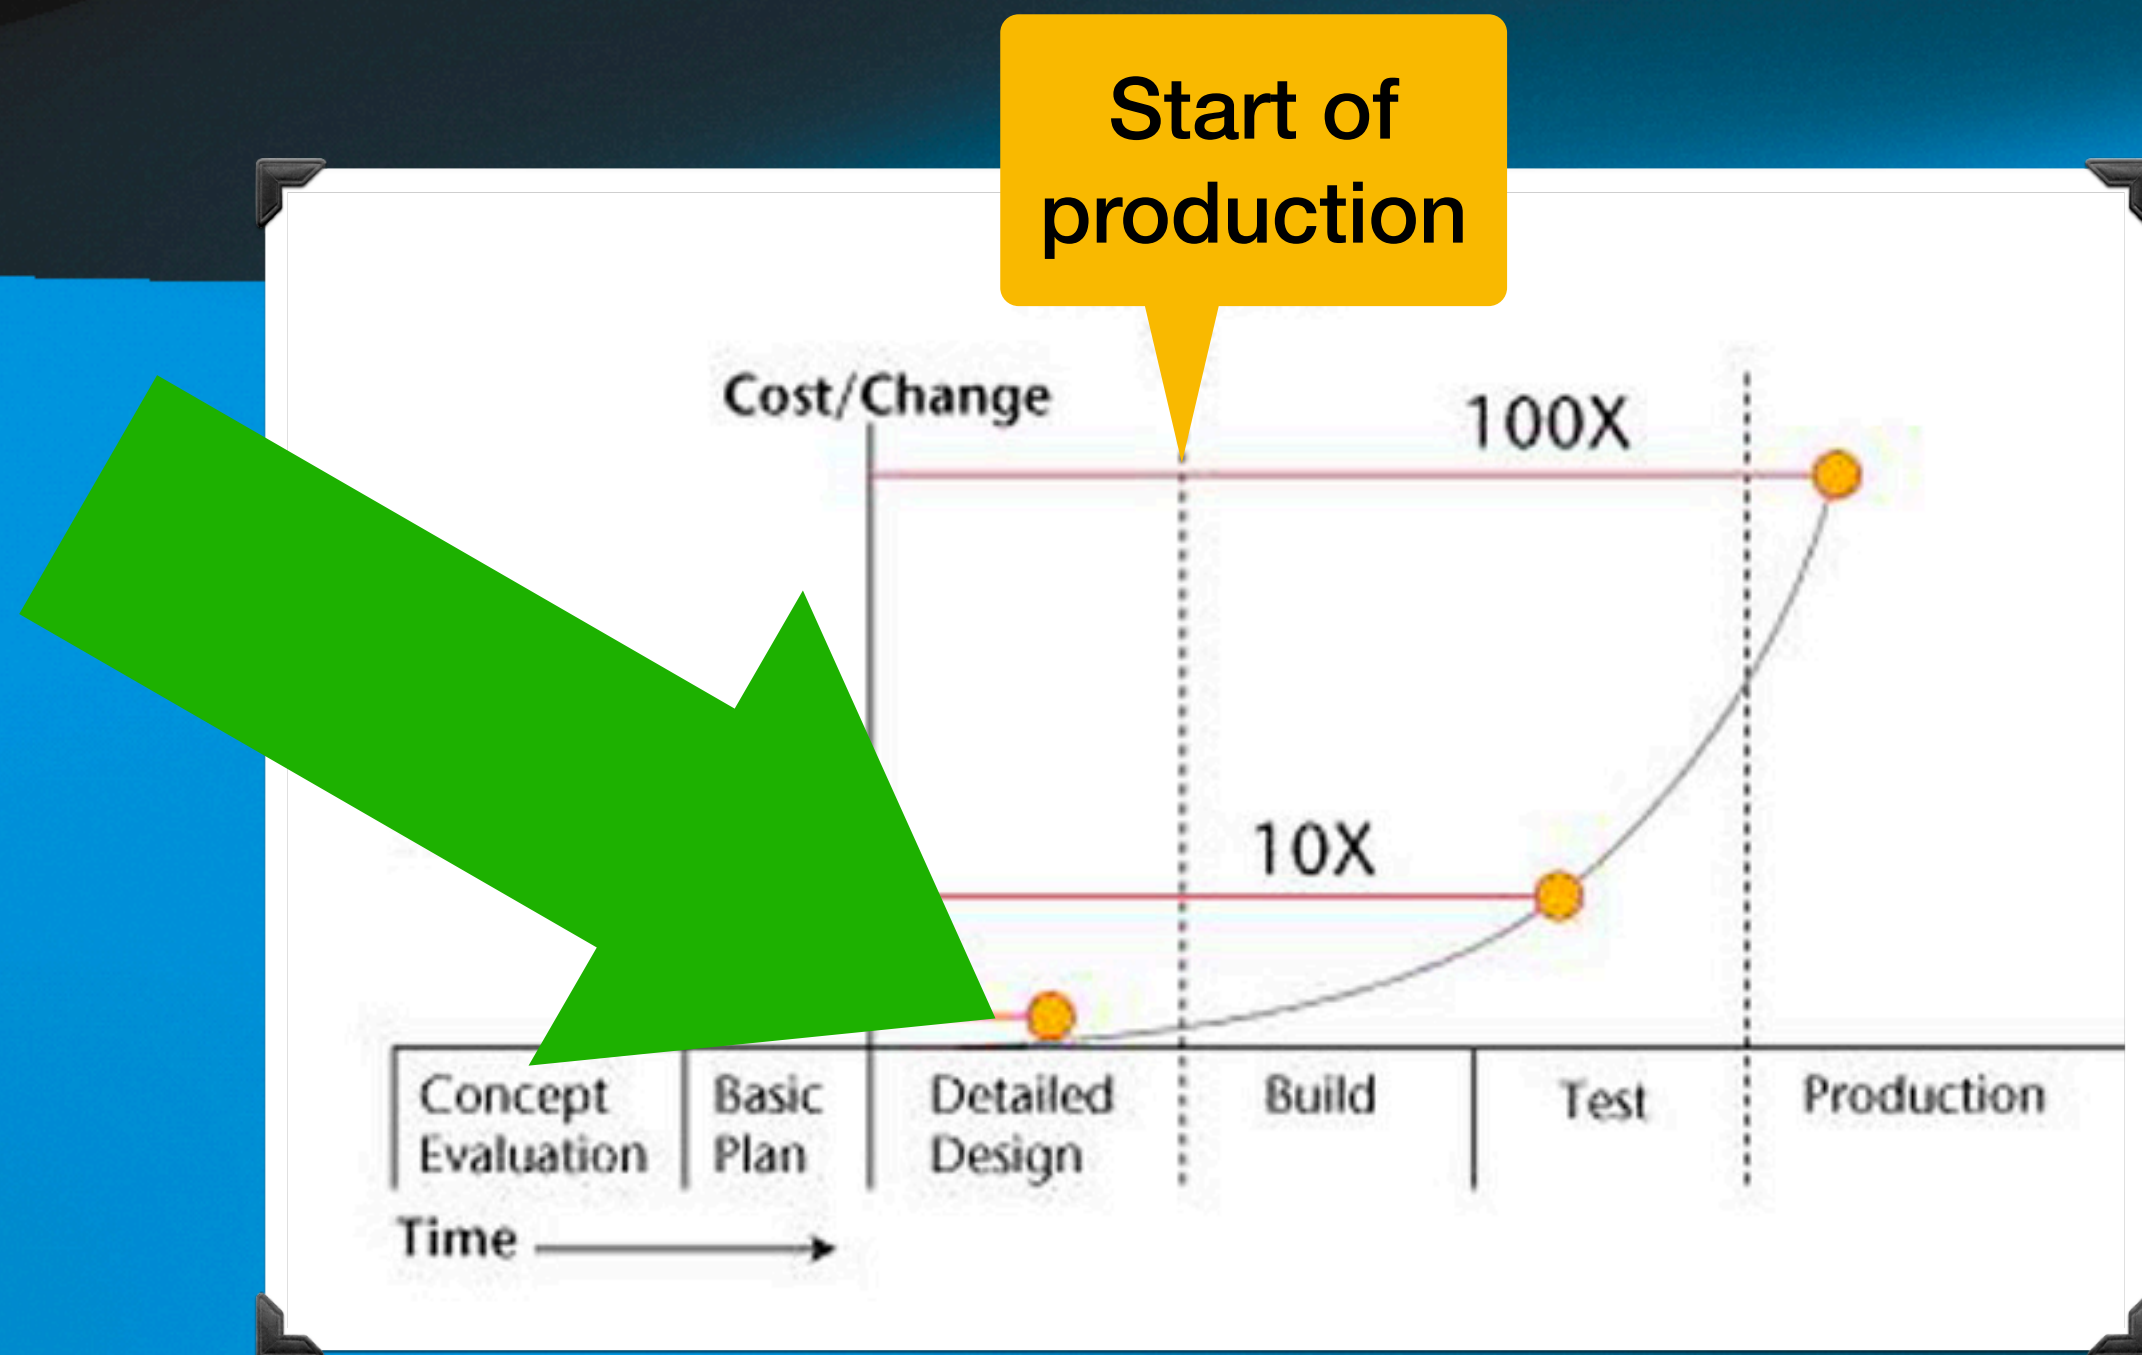 Start of
production
Cost/Change
100X
10X
Concept
Evaluation
Basic
Plan
Detailed
Design
Build
Test
Production
Time